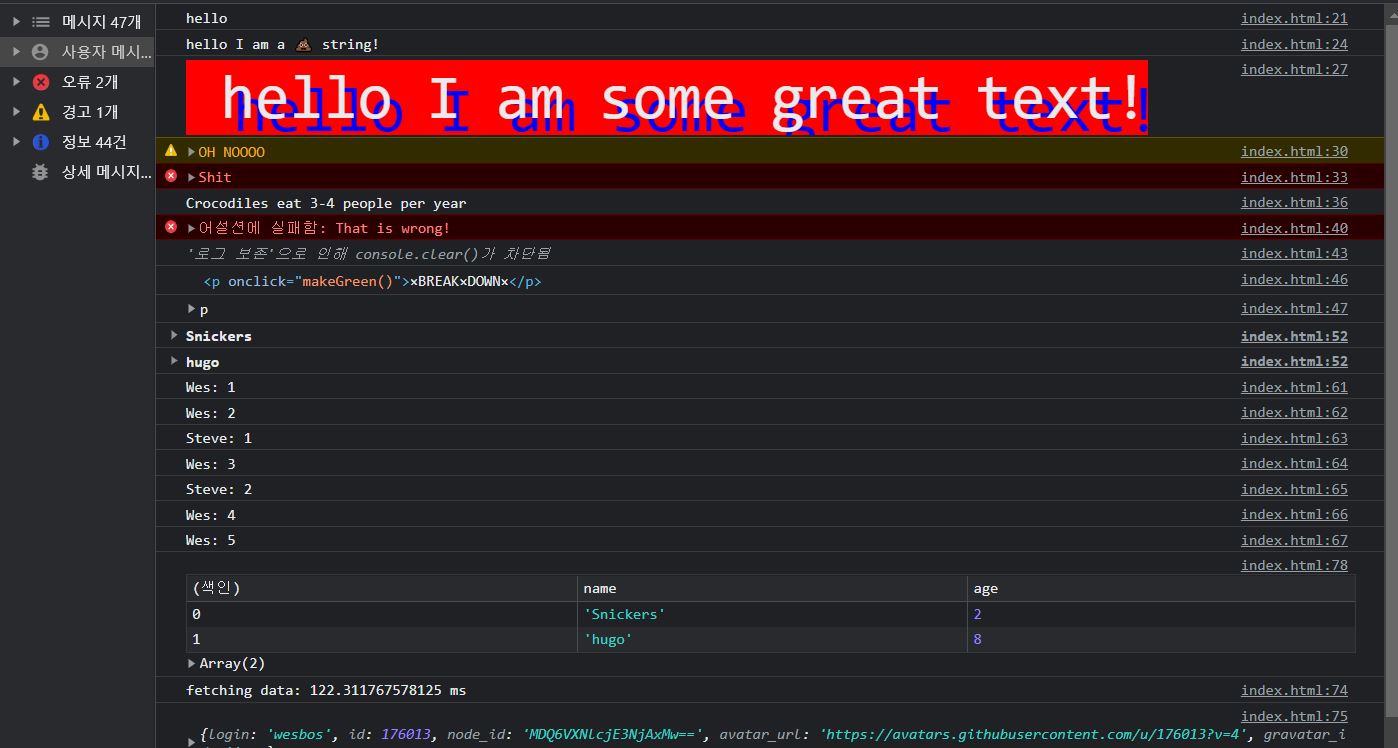 메시지 47개
사용자 메시...
오류 2개
경고 1개
정보 44건
상세 메시지...
hello index.html:21
hello I am a 💩 string! index.html:24
hello I am some great text! index.html:27
OH NOOOO index.html:30
Shit index.html:33
Crocodiles eat 3-4 people per year index.html:36
어설션에 실패함: That is wrong! index.html:40
'로그 보존'으로 인해 console.clear()가 차단됨 index.html:43
<p onclick="makeGreen()">×BREAK×DOWN×</p> index.html:46
p index.html:47
Snickers index.html:52
hugo index.html:52
Wes: 1 index.html:61
Wes: 2 index.html:62
Steve: 1 index.html:63
Wes: 3 index.html:64
Steve: 2 index.html:65
Wes: 4 index.html:66
Wes: 5 index.html:67
index.html:78
(색인) name age
0 'Snickers' 2
1 'hugo' 8
Array(2)
fetching data: 122.311767578125 ms index.html:74
index.html:75
{login: 'wesbos', id: 176013, node_id: 'MDQ6VXNlcjE3NjAxMw==', avatar_url: 'https://avatars.githubusercontent.com/u/176013?v=4', gravatar_i